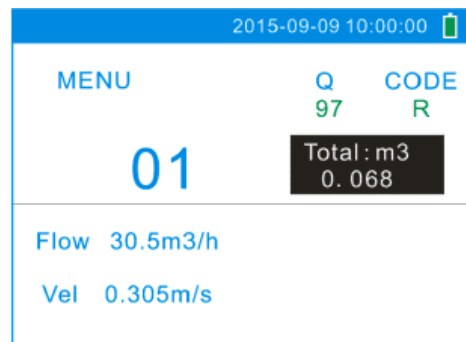 2015-09-09 10:00:00
MENU Q CODE
97 R
01
Total:m3
0.068
Flow 30.5m3/h
Vel 0.305m/s